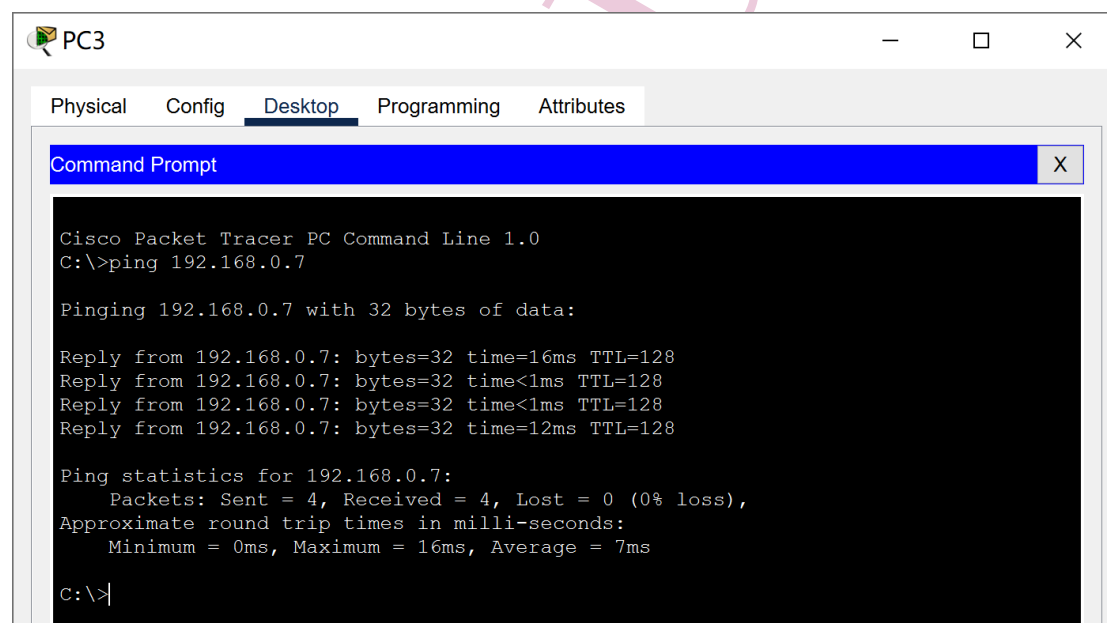 PC3
Physical Config Desktop Programming Attributes
Command Prompt X
Cisco Packet Tracer PC Command Line 1.0
C:\>ping 192.168.0.7
Pinging 192.168.0.7 with 32 bytes of data:
Reply from 192.168.0.7: bytes=32 time=16ms TTL=128
Reply from 192.168.0.7: bytes=32 time<1ms TTL=128
Reply from 192.168.0.7: bytes=32 time<1ms TTL=128
Reply from 192.168.0.7: bytes=32 time=12ms TTL=128
Ping statistics for 192.168.0.7:
Packets: Sent = 4, Received = 4, Lost = 0 (0% loss),
Approximate round trip times in milli-seconds:
Minimum = 0ms, Maximum = 16ms, Average = 7ms
C:\>